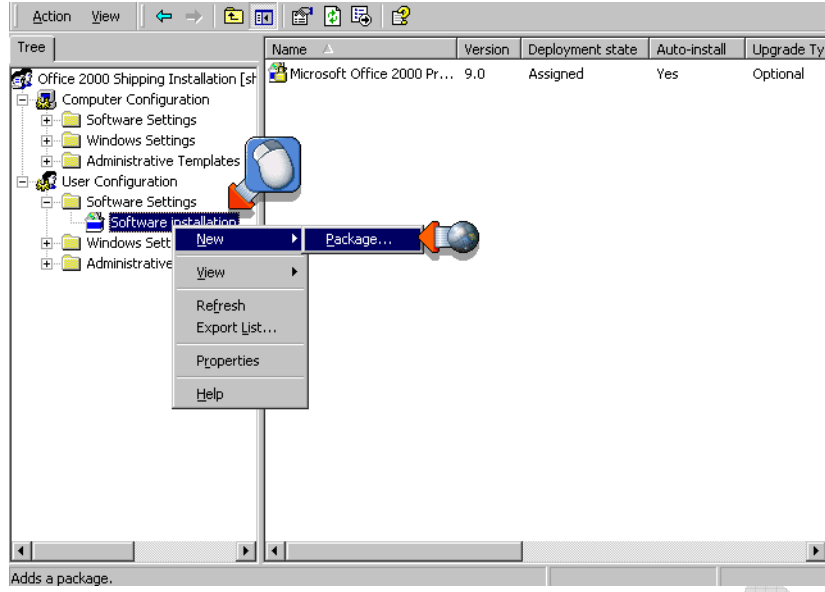 Action View
Tree
Name Version Deployment state Auto-install Upgrade Ty
Office 2000 Shipping Installation [sh
Microsoft Office 2000 Pr... 9.0 Assigned Yes Optional
Computer Configuration
Software Settings
Windows Settings
Administrative Templates
User Configuration
Software Settings
Software installation
Windows Sett
Administrative
New
Package...
View
Refresh
Export List...
Properties
Help
Adds a package.